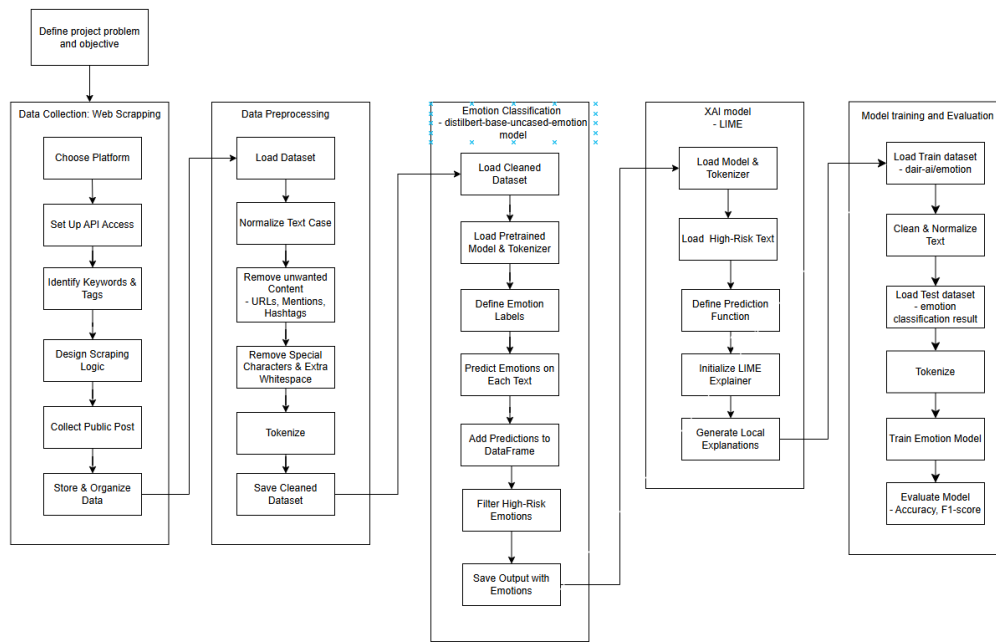 Define project problem
and objective
Data Collection: Web Scrapping
Choose Platform
Set Up API Access
Identify Keywords &
Tags
Design Scraping
Logic
Collect Public Post
Store & Organize
Data
Data Preprocessing
Load Dataset
Normalize Text Case
Remove unwanted
Content
- URLs, Mentions,
Hashtags
Remove Special
Characters & Extra
Whitespace
Tokenize
Save Cleaned
Dataset
Emotion Classification
- distilbert-base-uncased-emotion
model
Load Cleaned
Dataset
Load Pretrained
Model & Tokenizer
Define Emotion
Labels
Predict Emotions on
Each Text
Add Predictions to
DataFrame
Filter High-Risk
Emotions
Save Output with
Emotions
XAI model
- LIME
Load Model &
Tokenizer
Load High-Risk Text
Define Prediction
Function
Initialize LIME
Explainer
Generate Local
Explanations
Model training and Evaluation
Load Train dataset
- dair-ai/emotion
Clean & Normalize
Text
Load Test dataset
- emotion
classification result
Tokenize
Train Emotion Model
Evaluate Model
- Accuracy, F1-score